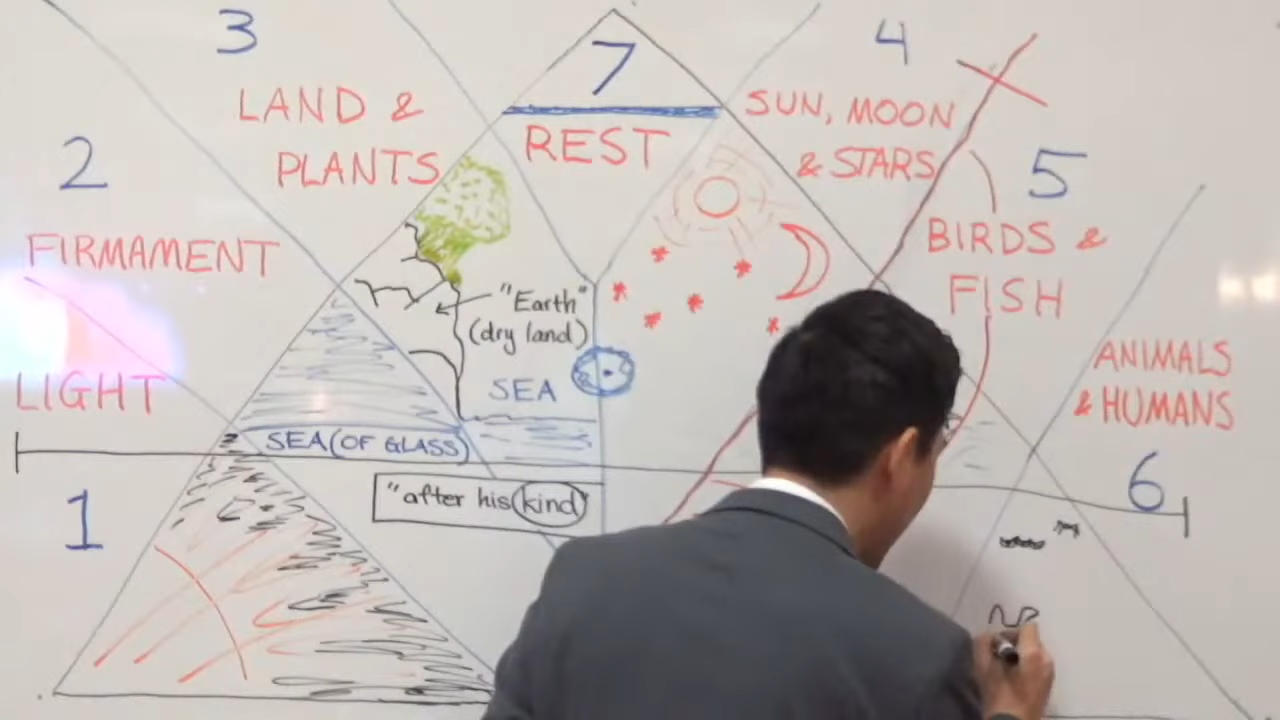 3
LAND &
PLANTS
7
REST
4
SUN, MOON
& STARS
2
FIRMAMENT
5
BIRDS &
FISH
"Earth"
(dry land)
SEA
LIGHT
SEA (OF GLASS)
ANIMALS
& HUMANS
1
"after his kind"
6